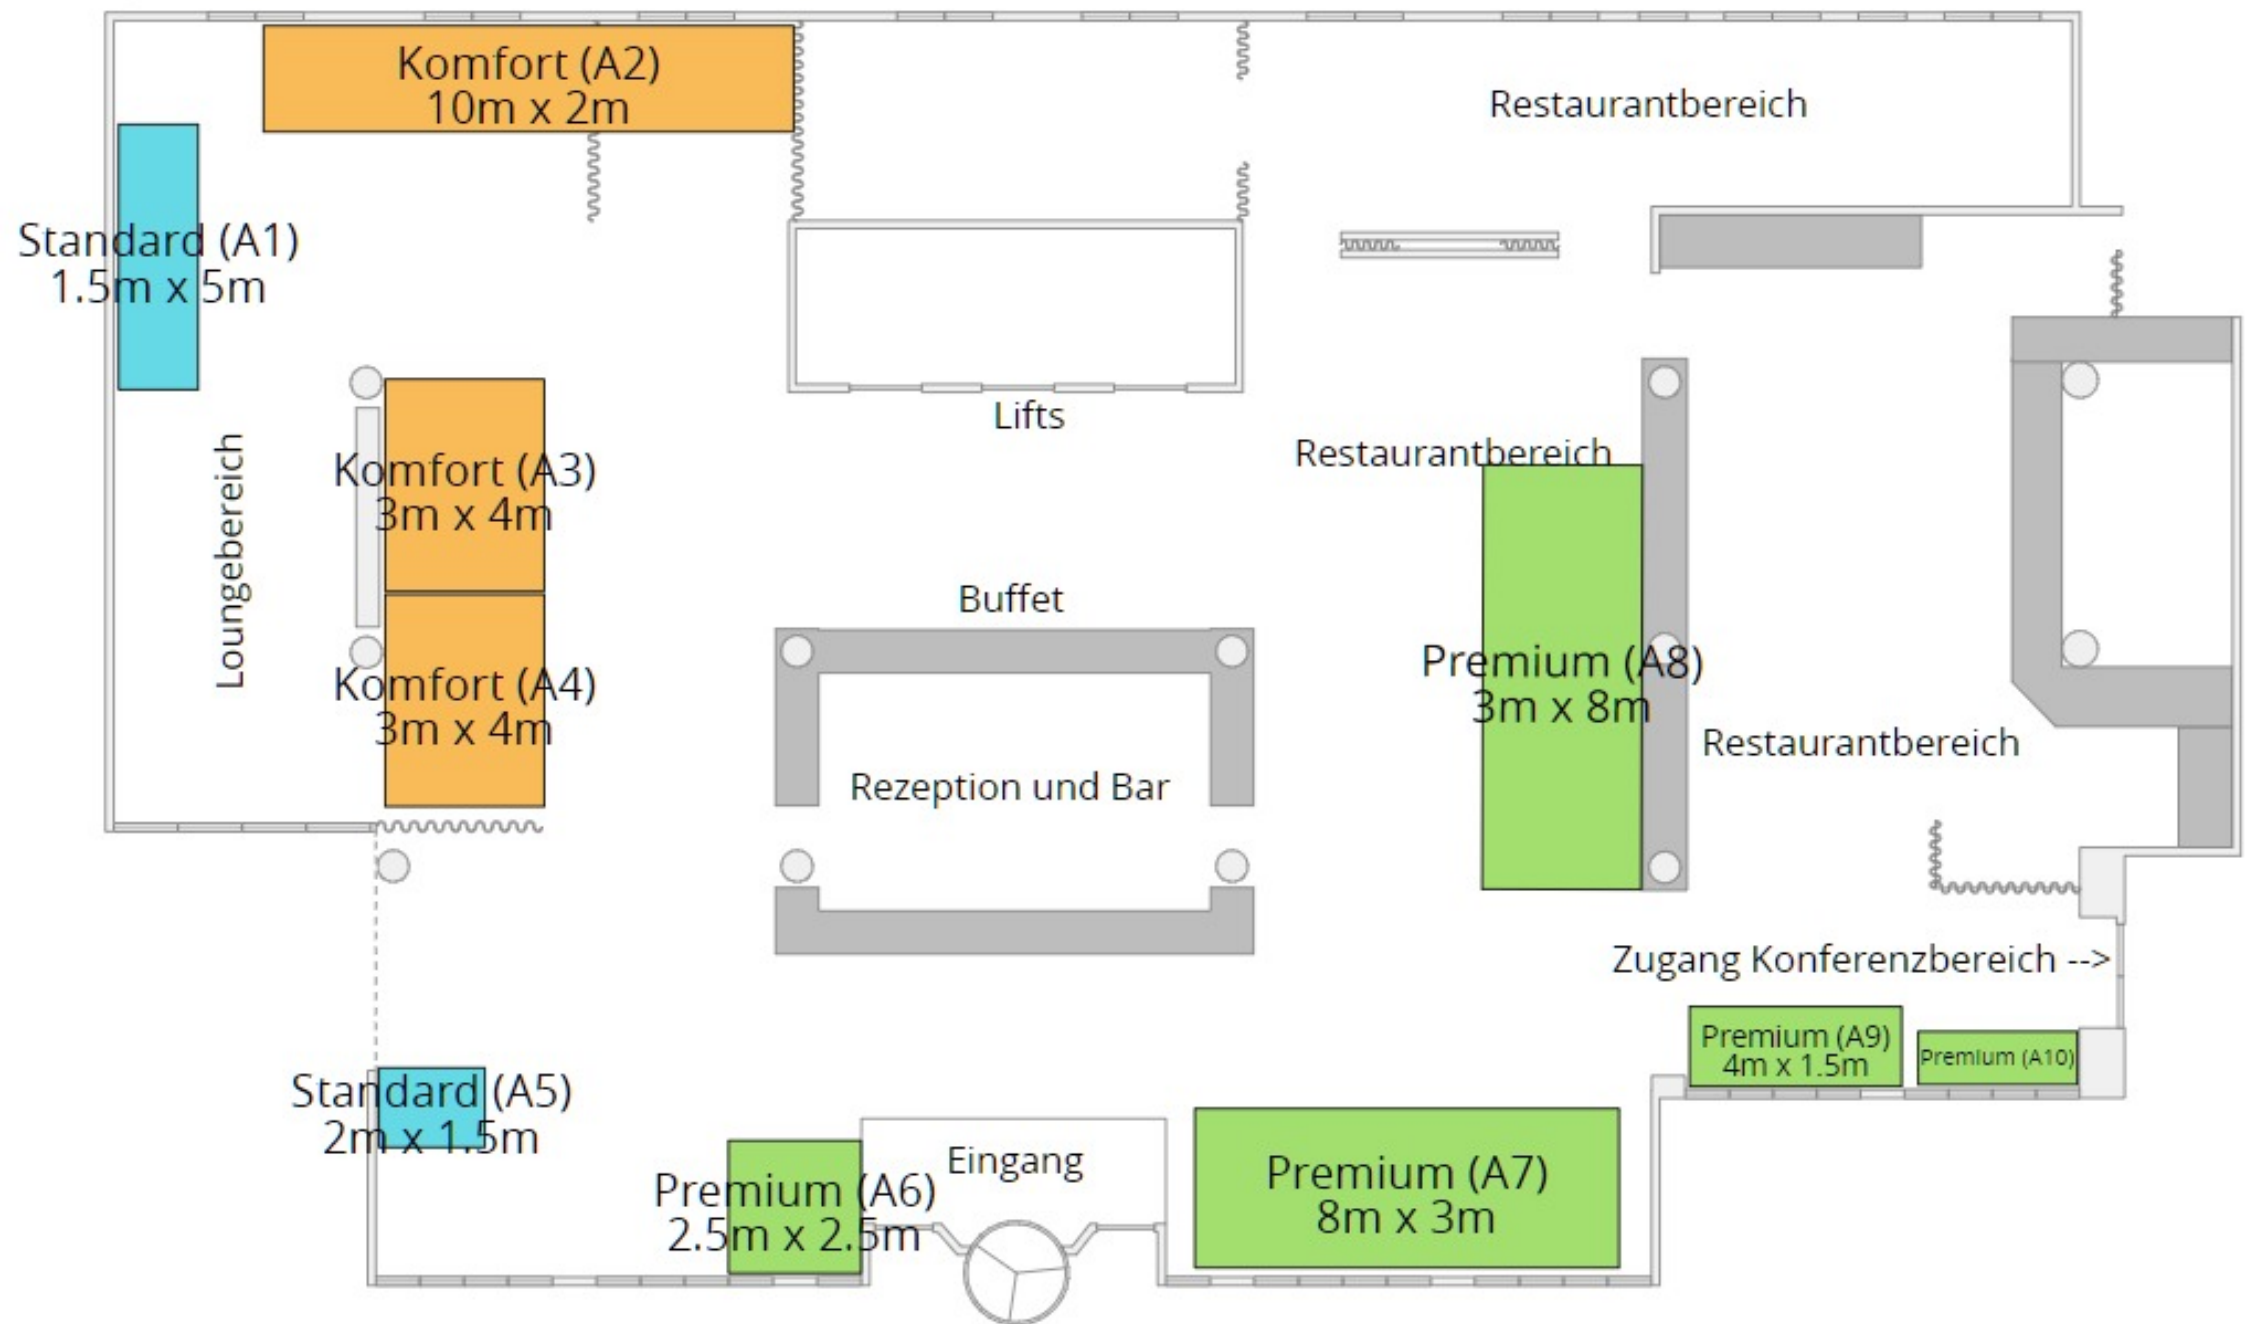 Komfort (A2)
10m x 2m
Restaurantbereich
Standard (A1)
1.5m x 5m
Lifts
Restaurantbereich
Komfort (A3)
3m x 4m
Loungebereich
Buffet
Komfort (A4)
3m x 4m
Premium (A8)
3m x 8m
Restaurantbereich
Rezeption und Bar
Zugang Konferenzbereich -->
Premium (A9)
4m x 1.5m
Premium (A10)
Standard (A5)
2m x 1.5m
Eingang
Premium (A6)
2.5m x 2.5m
Premium (A7)
8m x 3m